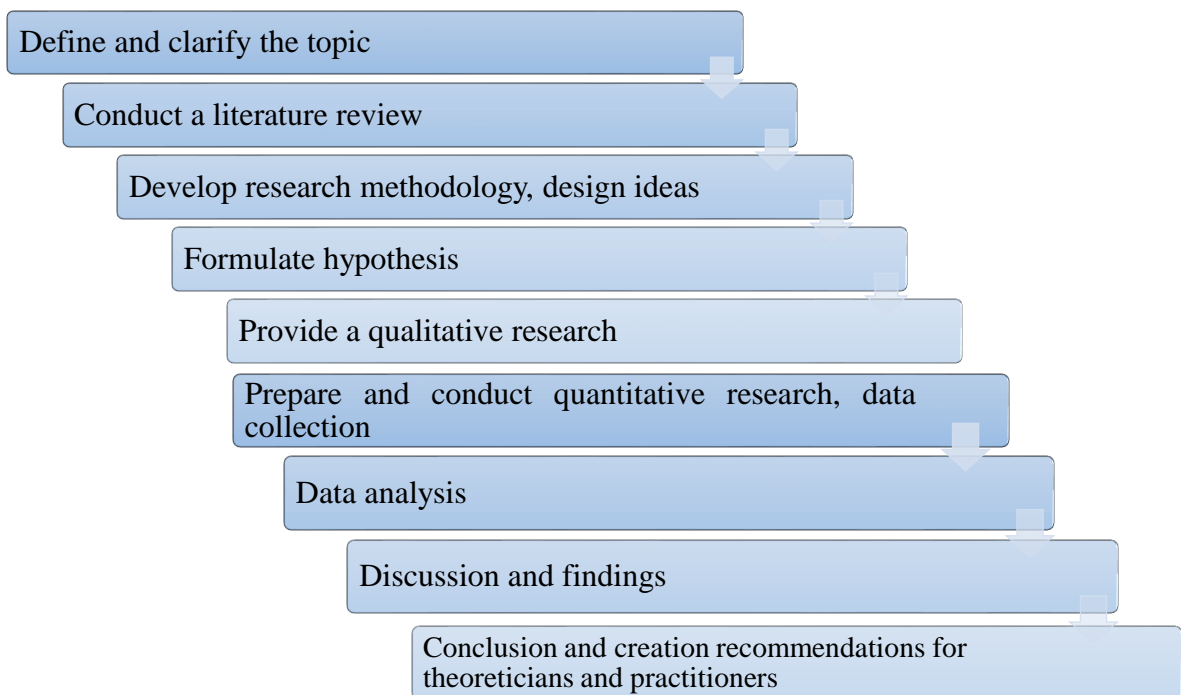 Define and clarify the topic
Conduct a literature review
Develop research methodology, design ideas
Formulate hypothesis
Provide a qualitative research
Prepare and conduct quantitative research, data
collection
Data analysis
Discussion and findings
Conclusion and creation recommendations for
theoreticians and practitioners